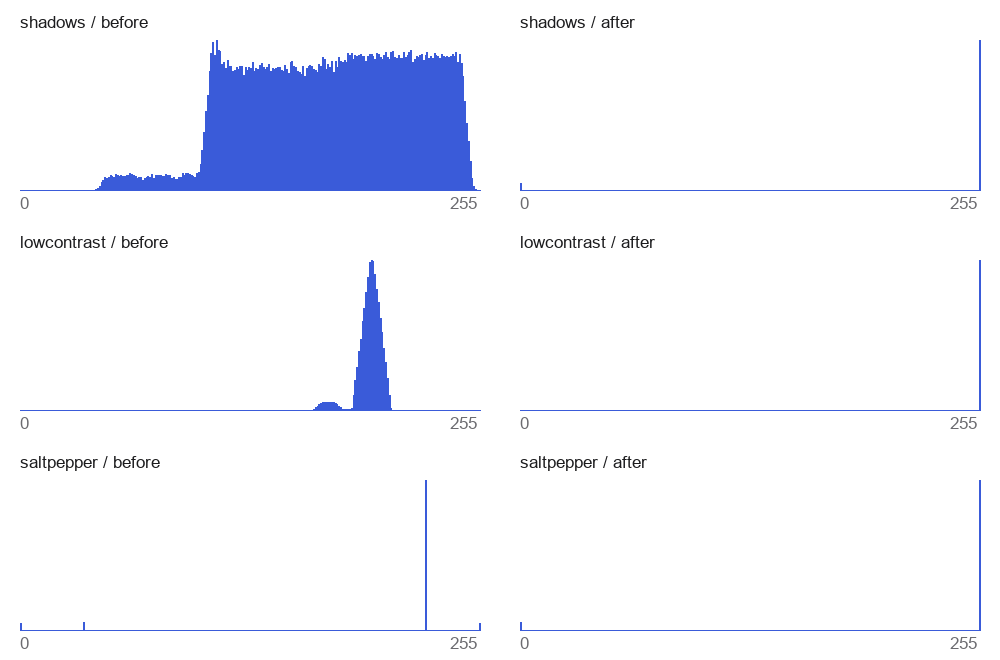 shadows / before
shadows / after
0 255
0 255
lowcontrast / before
lowcontrast / after
0 255
0 255
saltpepper / before
saltpepper / after
0 255
0 255